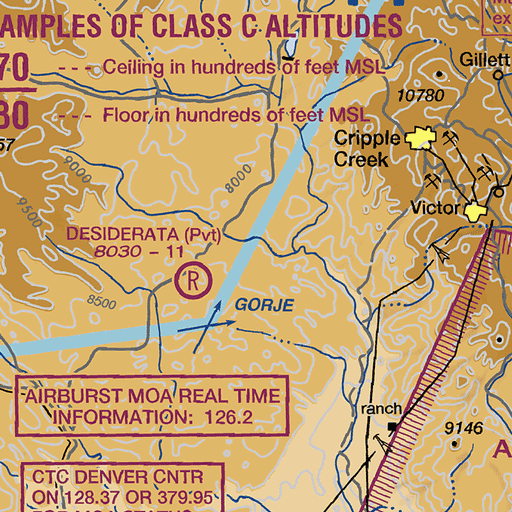 AMPLES OF CLASS C ALTITUDES
70 - - - Ceiling in hundreds of feet MSL
80 - - - Floor in hundreds of feet MSL
57
Gillett
10780
Cripple
Creek
9000
8000
9500
Victor
DESIDERATA (Pvt)
8030 - 11
R
8500
GORJE
AIRBURST MOA REAL TIME
INFORMATION: 126.2
ranch
9146
A
CTC DENVER CNTR
ON 128.37 OR 379.95